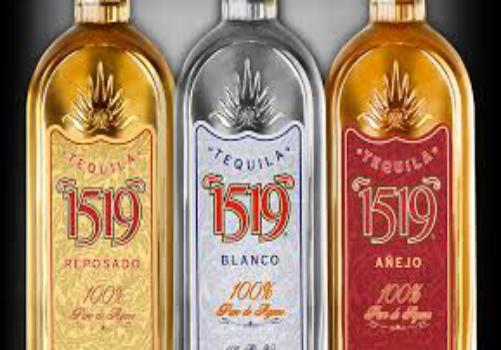 TEQUILA
1519
REPOSADO
100%
Puro de Agave
TEQUILA
1519
BLANCO
100%
Puro de Agave
TEQUILA
1519
AÑEJO
100%
Puro de Agave